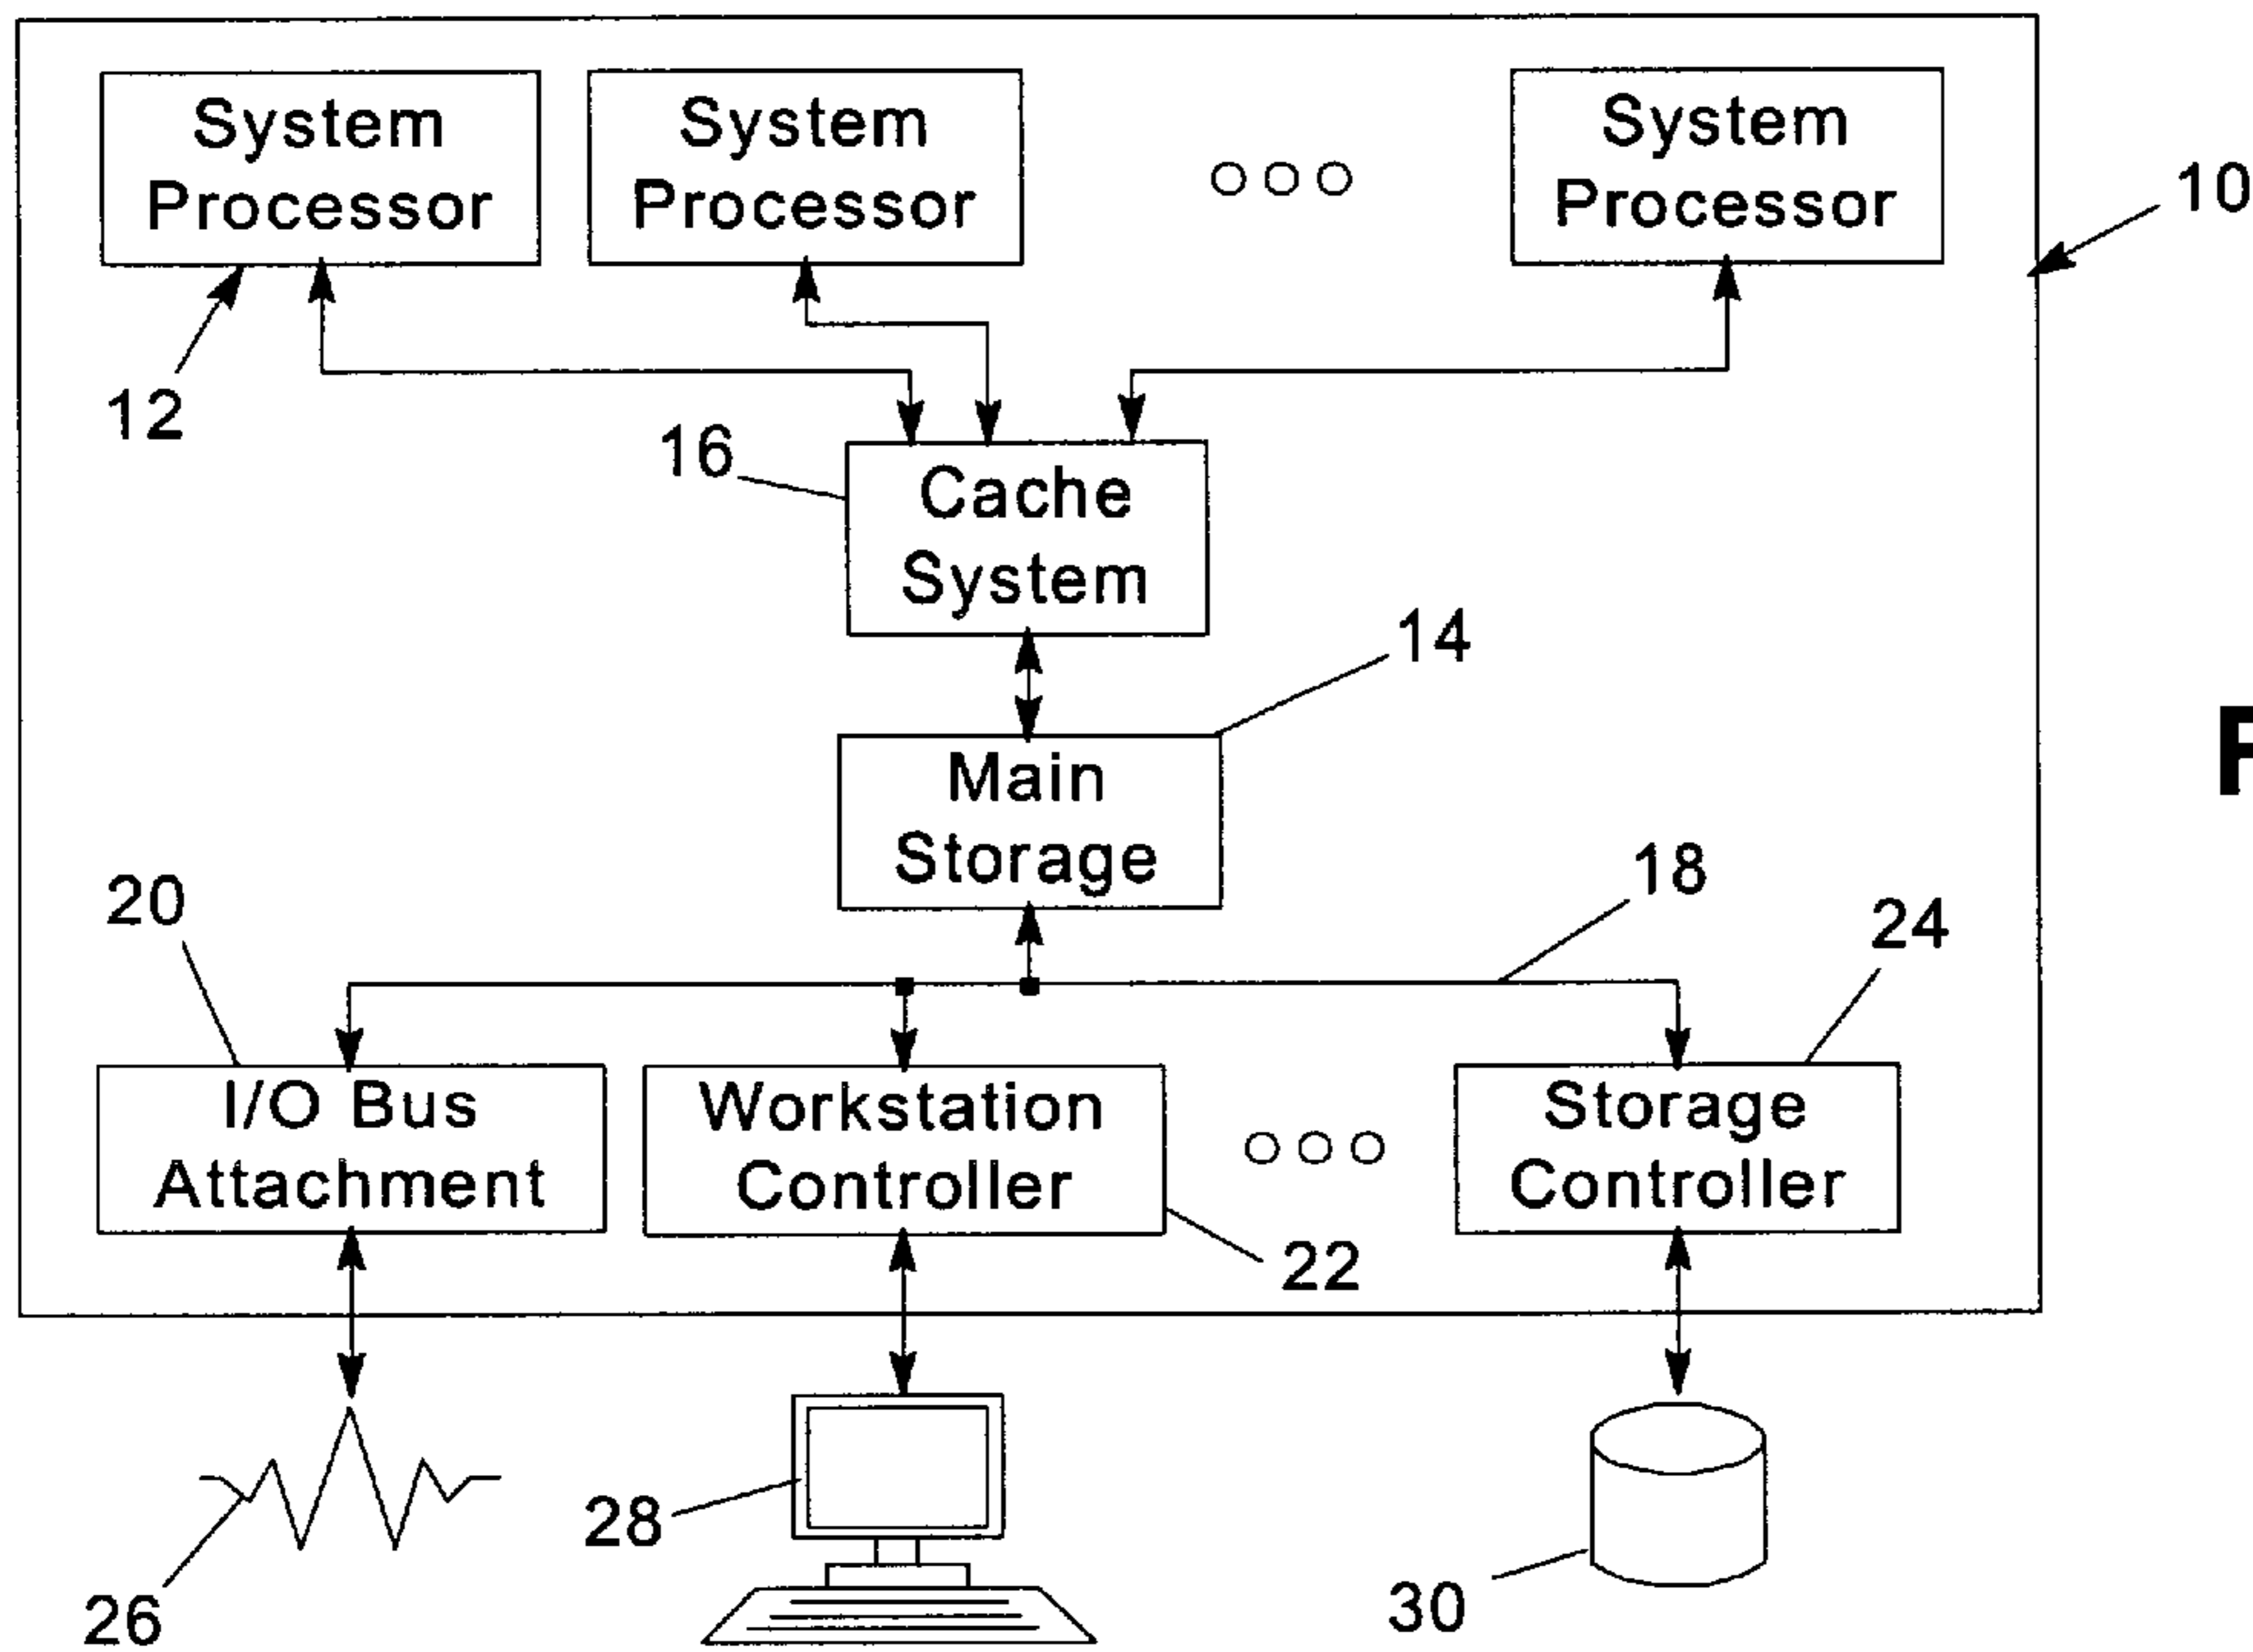 System
Processor
System
Processor
System
Processor
10
12
16
Cache
System
14
Main
Storage
18
20
24
I/O Bus
Attachment
Workstation
Controller
Storage
Controller
22
28
26
30